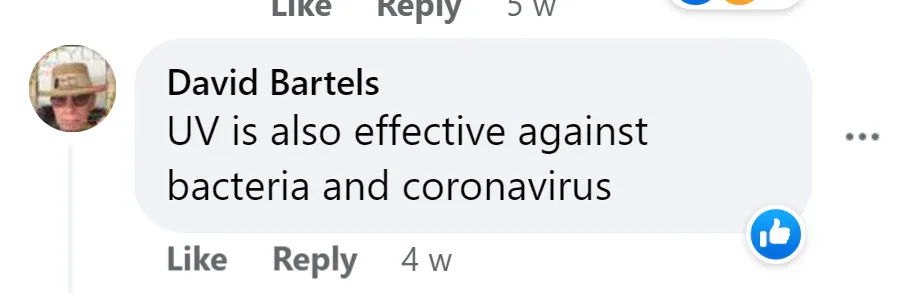 Like Reply 5 w
David Bartels
UV is also effective against
bacteria and coronavirus
Like Reply 4 w